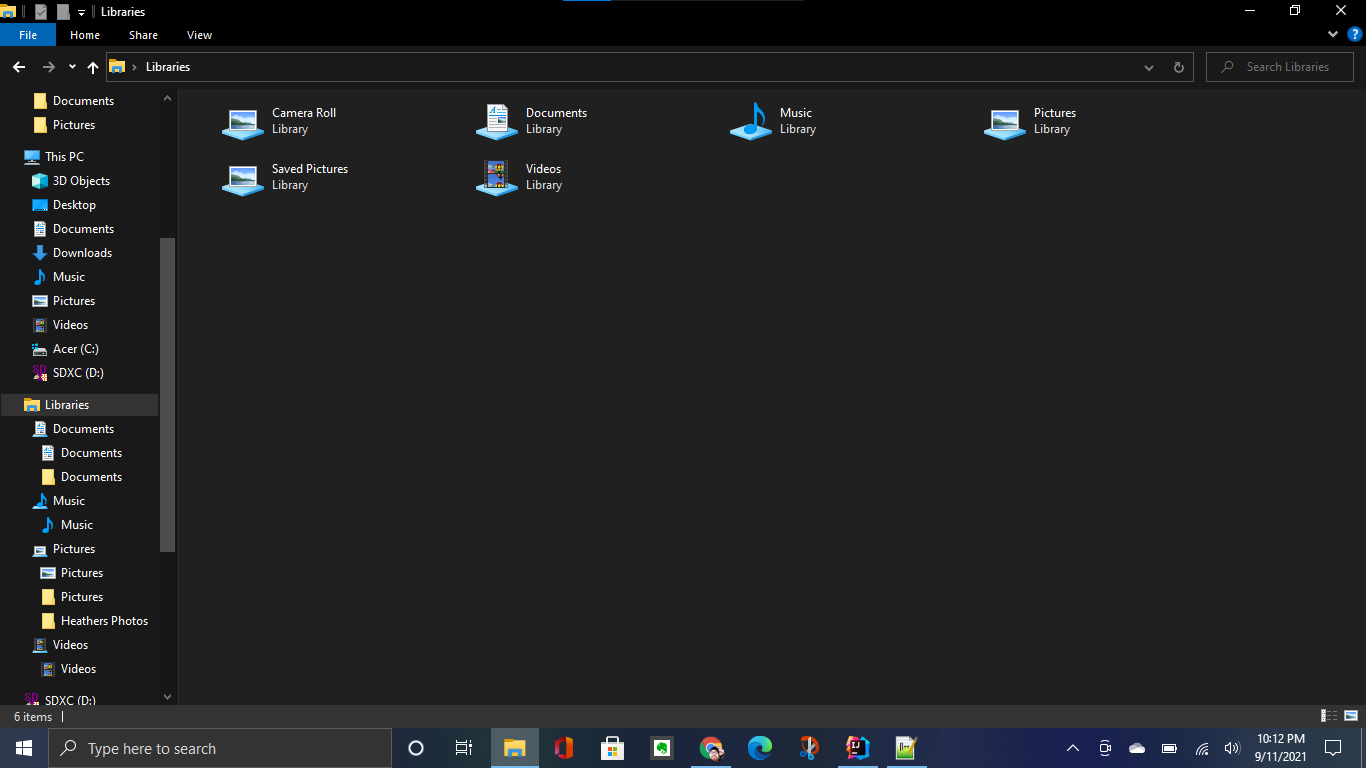 Libraries
File
Home
Share
View
Libraries
Search Libraries
Documents
Pictures
This PC
3D Objects
Desktop
Documents
Downloads
Music
Pictures
Videos
Acer (C:)
SDXC (D:)
Libraries
Documents
Documents
Documents
Music
Music
Pictures
Pictures
Pictures
Heathers Photos
Videos
Videos
SDXC (D:)
Camera Roll
Library
Documents
Library
Music
Library
Pictures
Library
Saved Pictures
Library
Videos
Library
6 items
Type here to search
10:12 PM
9/11/2021